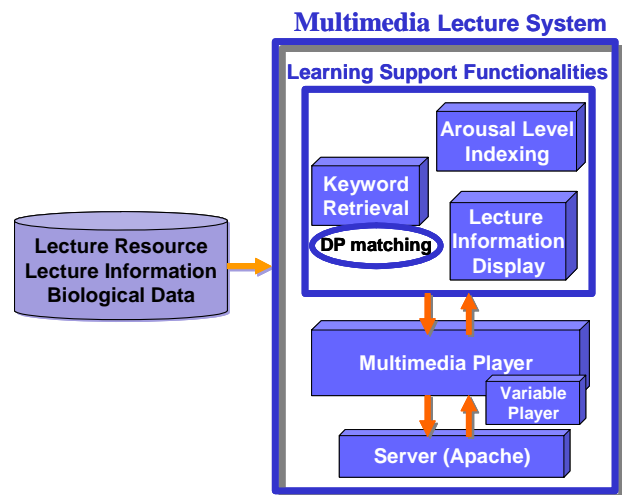 Multimedia Lecture System
Learning Support Functionalities
Arousal Level
Indexing
Keyword
Retrieval
DP matching
Lecture
Information
Display
Lecture Resource
Lecture Information
Biological Data
Multimedia Player
Variable
Player
Server (Apache)